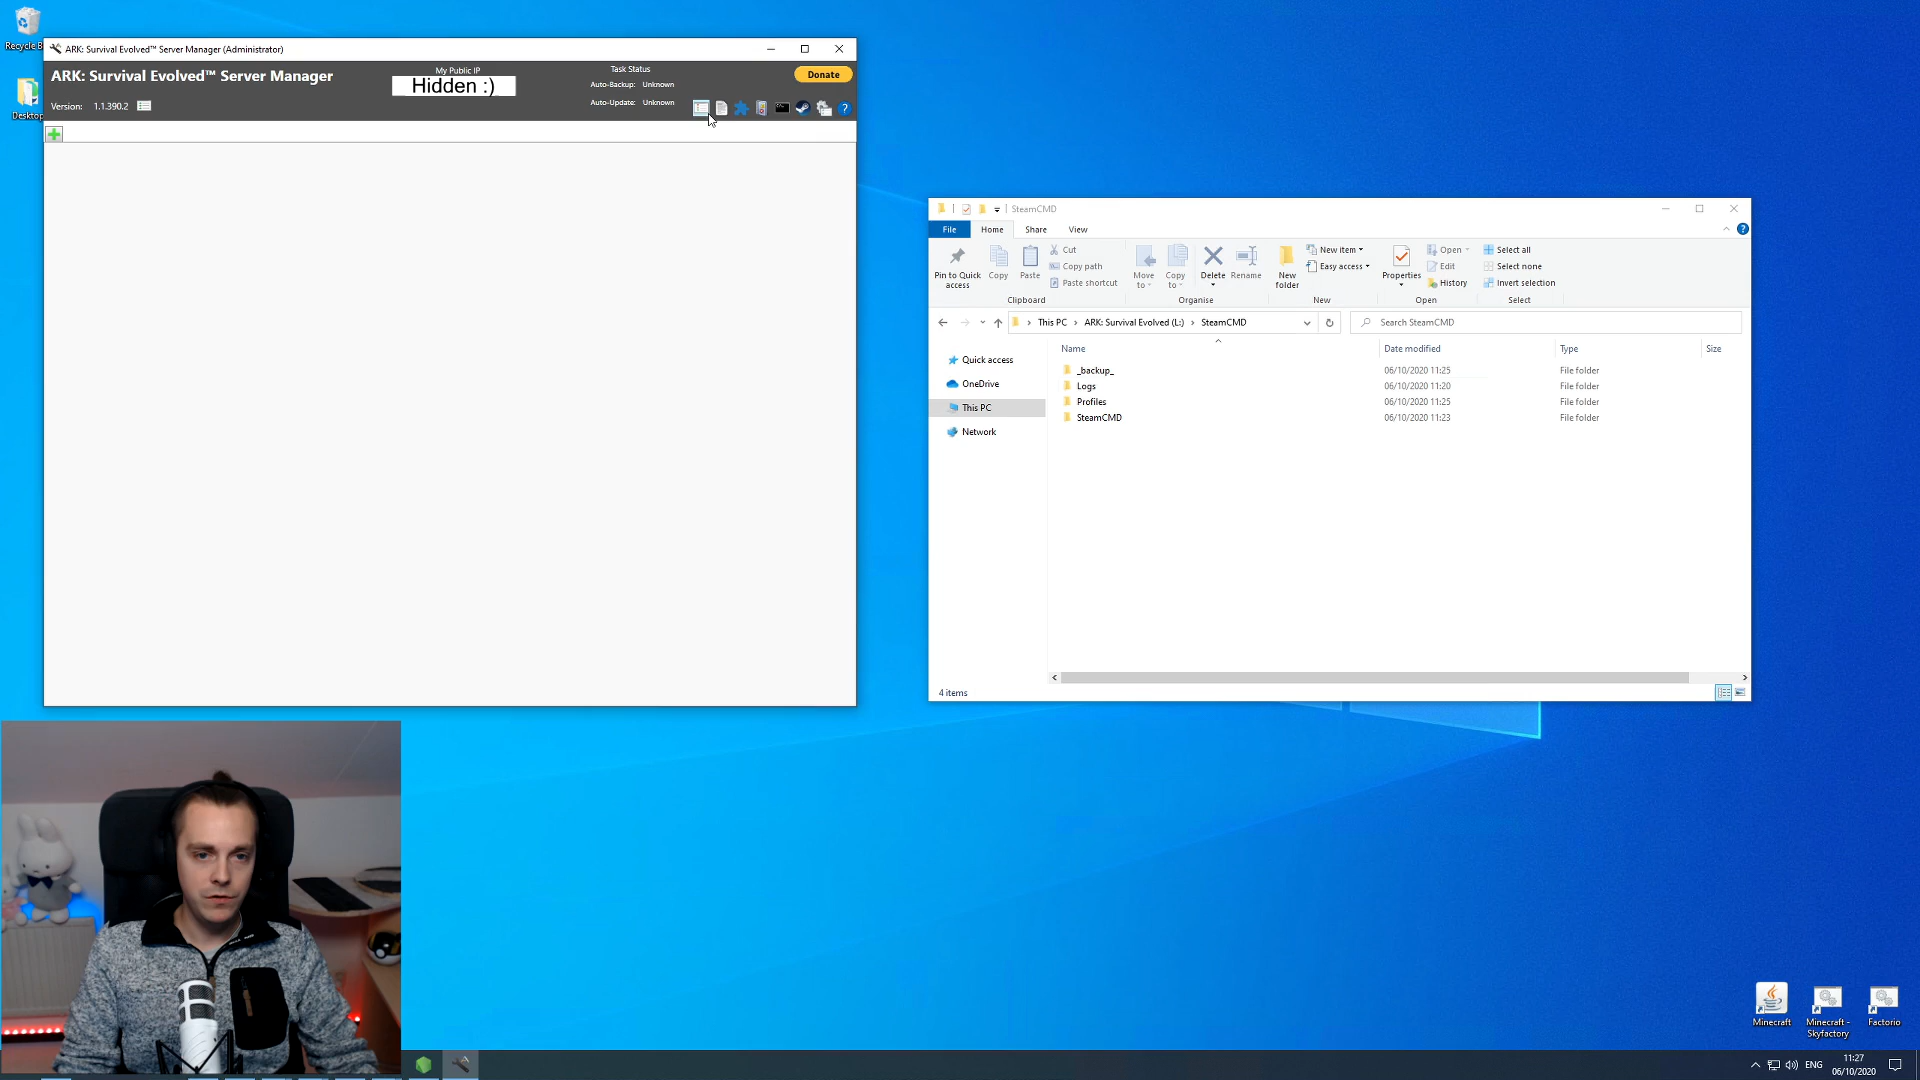 Recycle B
Desktop
ARK: Survival Evolved™ Server Manager (Administrator)
ARK: Survival Evolved™ Server Manager
My Public IP
Hidden :)
Task Status
Auto-Backup: Unknown
Auto-Update: Unknown
Donate
Version: 1.1.390.2
SteamCMD
File
Home
Share
View
Pin to Quick access
Copy
Paste
Cut
Copy path
Paste shortcut
Clipboard
Move to
Copy to
Delete
Rename
Organise
New folder
New item
Easy access
New
Properties
Open
Edit
History
Open
Select all
Select none
Invert selection
Select
This PC > ARK: Survival Evolved (L:) > SteamCMD
Search SteamCMD
Quick access
OneDrive
This PC
Network
Name Date modified Type Size
_backup_ 06/10/2020 11:25 File folder
Logs 06/10/2020 11:20 File folder
Profiles 06/10/2020 11:25 File folder
SteamCMD 06/10/2020 11:23 File folder
4 items
Minecraft
Minecraft - Skyfactory
Factorio
ENG
11:27
06/10/2020